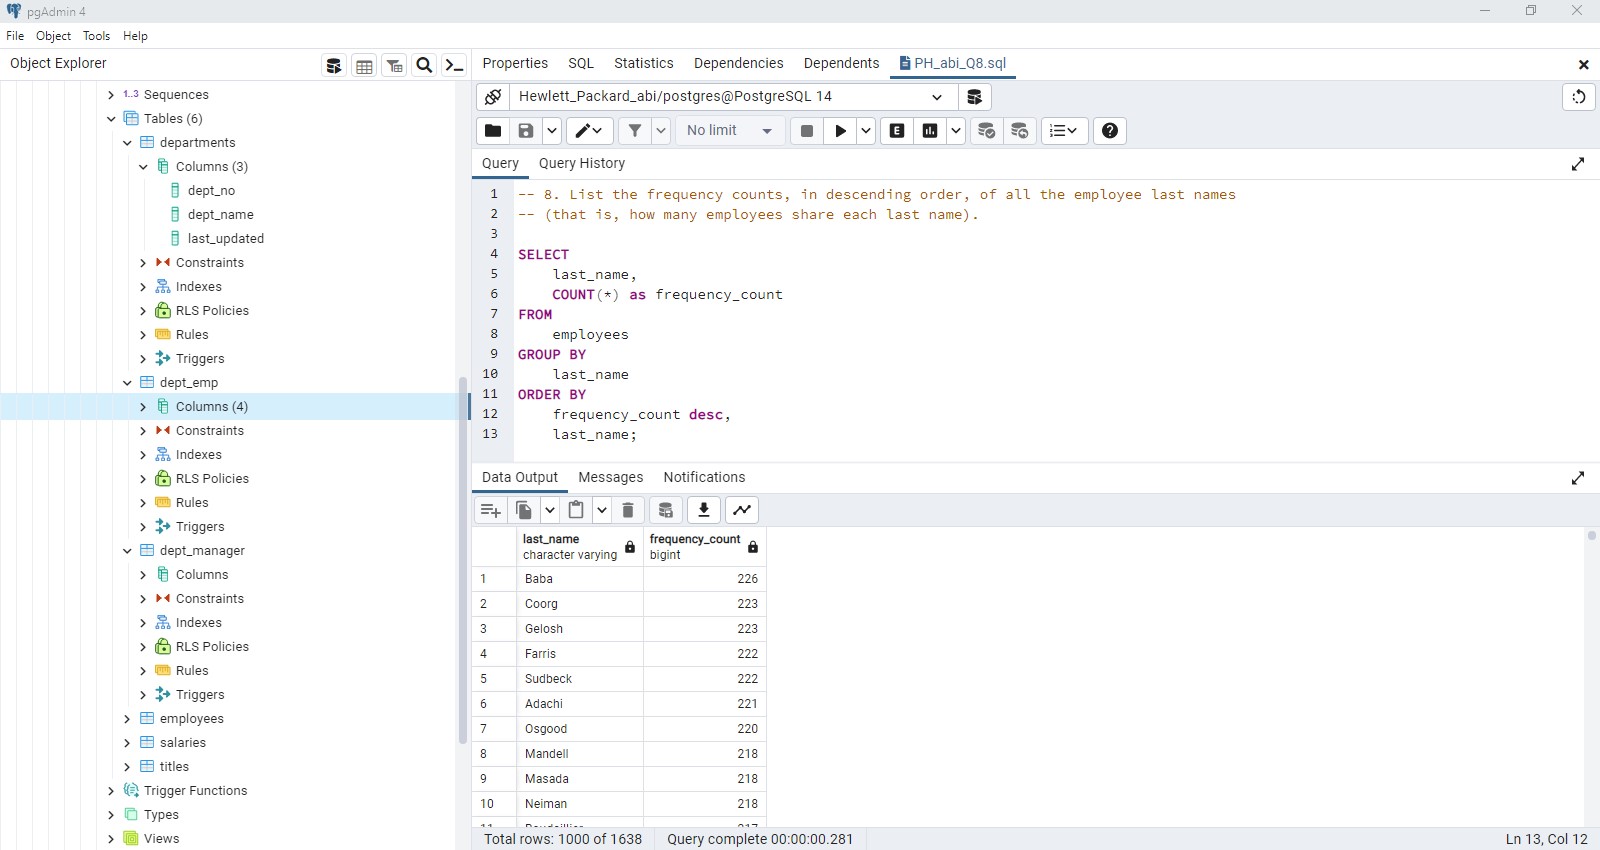 pgAdmin 4
File Object Tools Help
Object Explorer
Properties SQL Statistics Dependencies Dependents PH_abi_Q8.sql
1..3 Sequences
Tables (6)
departments
Columns (3)
dept_no
dept_name
last_updated
Constraints
Indexes
RLS Policies
Rules
Triggers
dept_emp
Columns (4)
Constraints
Indexes
RLS Policies
Rules
Triggers
dept_manager
Columns
Constraints
Indexes
RLS Policies
Rules
Triggers
employees
salaries
titles
Trigger Functions
Types
Views
Hewlett_Packard_abi/postgres@PostgreSQL 14
No limit
E
Query Query History
1 -- 8. List the frequency counts, in descending order, of all the employee last names
2 -- (that is, how many employees share each last name).
3
4 SELECT
5 last_name,
6 COUNT(*) as frequency_count
7 FROM
8 employees
9 GROUP BY
10 last_name
11 ORDER BY
12 frequency_count desc,
13 last_name;
Data Output Messages Notifications
last_name frequency_count
character varying bigint
1 Baba 226
2 Coorg 223
3 Gelosh 223
4 Farris 222
5 Sudbeck 222
6 Adachi 221
7 Osgood 220
8 Mandell 218
9 Masada 218
10 Neiman 218
Total rows: 1000 of 1638 Query complete 00:00:00.281 Ln 13, Col 12